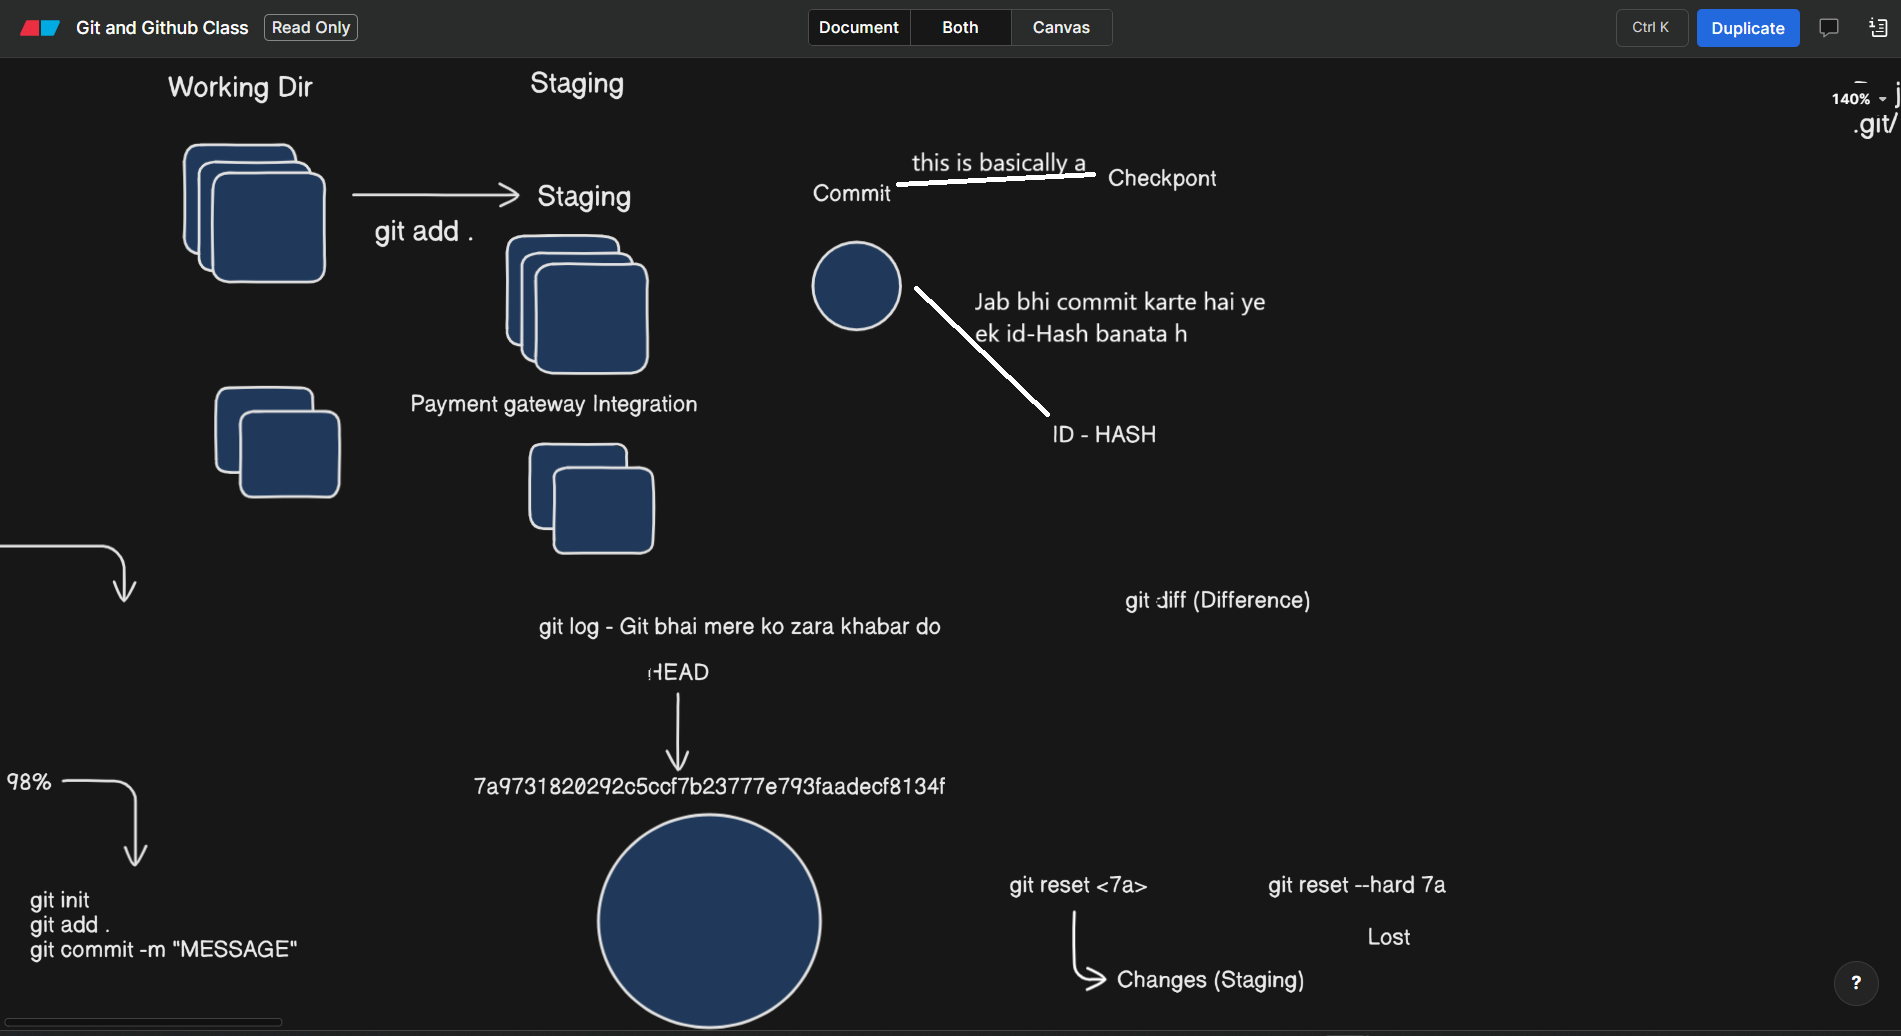 Git and Github Class
Read Only
Document
Both
Canvas
Ctrl K
Duplicate
140%
.git/
Working Dir
Staging
this is basically a
Commit
Checkpont
Staging
git add .
Jab bhi commit karte hai ye
ek id-Hash banata h
Payment gateway Integration
ID - HASH
git diff (Difference)
git log - Git bhai mere ko zara khabar do
HEAD
98%
7a9731820292c5ccf7b23777e793faadecf8134f
git init
git add .
git commit -m "MESSAGE"
git reset <7a>
git reset --hard 7a
Lost
Changes (Staging)
?